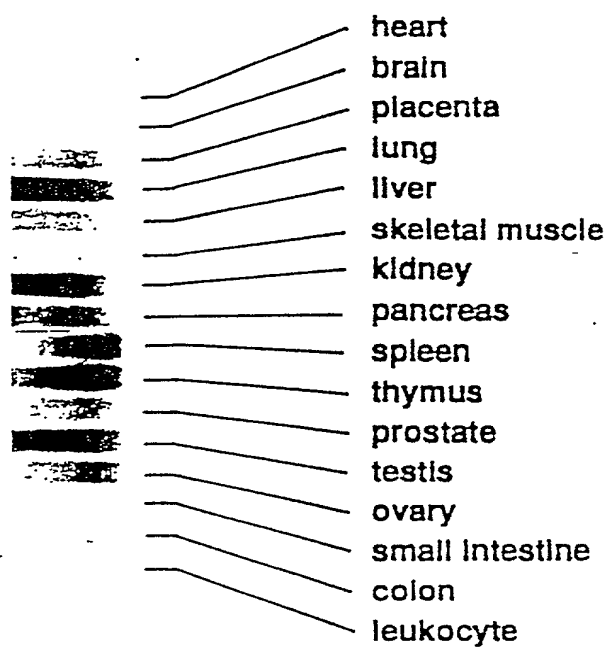 heart
brain
placenta
lung
liver
skeletal muscle
kidney
pancreas
spleen
thymus
prostate
testis
ovary
small intestine
colon
leukocyte